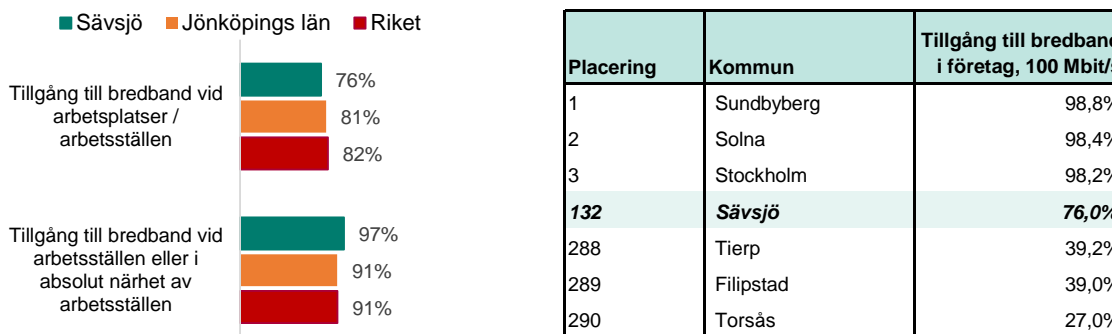 Sävsjö Jönköpings län Riket
Tillgång till bredband vid
arbetsplatser /
arbetsställen
76%
81%
82%
Tillgång till bredband vid
arbetsställen eller i
absolut närhet av
arbetsställen
97%
91%
91%
Placering Kommun Tillgång till bredband
i företag, 100 Mbit/s
1 Sundbyberg 98,8%
2 Solna 98,4%
3 Stockholm 98,2%
132 Sävsjö 76,0%
288 Tierp 39,2%
289 Filipstad 39,0%
290 Torsås 27,0%